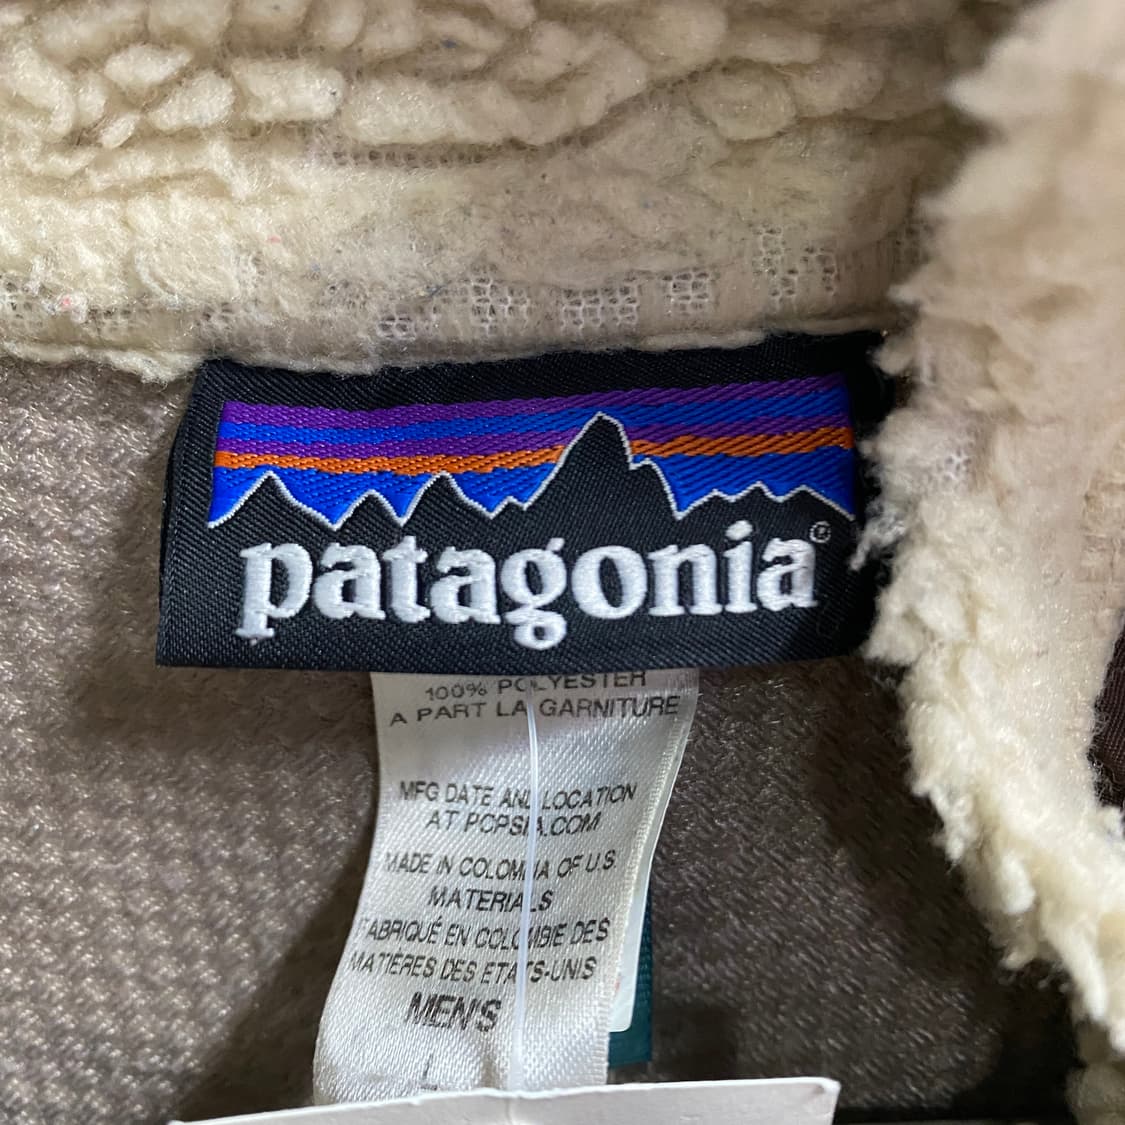 patagonia®
100% POLYESTER
A PART LA GARNITURE
MFG DATE AND LOCATION
AT PCPSIA.COM
MADE IN COLOMBIA OF U.S.
MATERIALS
FABRIQUÉ EN COLOMBIE DES
MATIÈRES DES ETATS-UNIS
MEN'S